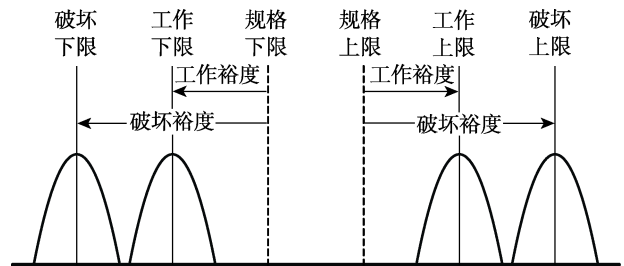 破坏 工作 规格 规格 工作 破坏
下限 下限 下限 上限 上限 上限
工作裕度 工作裕度
破坏裕度 破坏裕度